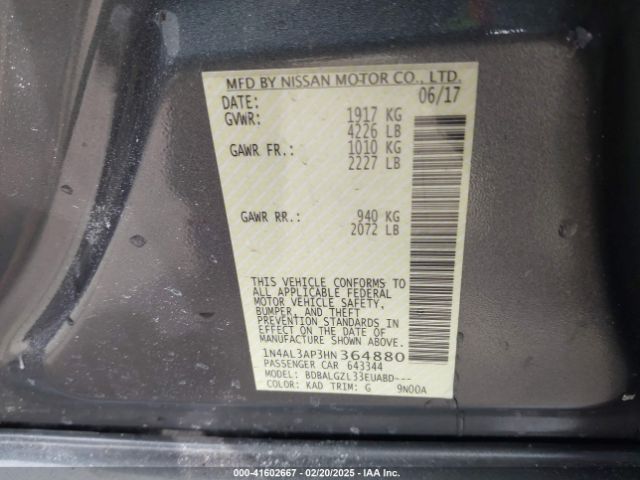 MFD BY NISSAN MOTOR CO., LTD.
DATE: 06/17
GVWR: 1917 KG
4226 LB
GAWR FR.: 1010 KG
2227 LB
GAWR RR.: 940 KG
2072 LB
THIS VEHICLE CONFORMS TO
ALL APPLICABLE FEDERAL
MOTOR VEHICLE SAFETY,
BUMPER, AND THEFT
PREVENTION STANDARDS IN
EFFECT ON THE DATE OF
MANUFACTURE SHOWN ABOVE
1N4AL3AP3HN364880
PASSENGER CAR 643344
MODEL: BDBALGZL33EUABD---
COLOR: KAD TRIM: G 9N00A
000-41602667 - 02/20/2025 - IAA Inc.